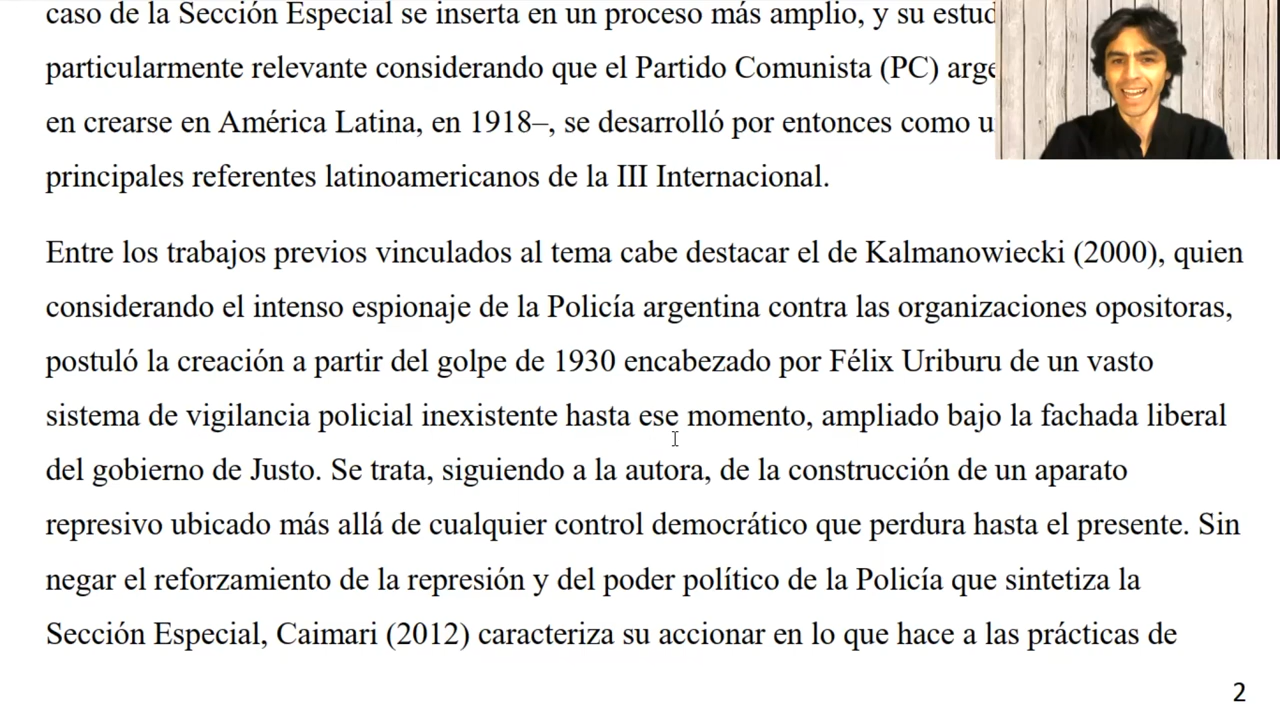 caso de la Sección Especial se inserta en un proceso más amplio, y su
particularmente relevante considerando que el Partido Comunista (PC)
en crearse en América Latina, en 1918–, se desarrolló por entonces como
principales referentes latinoamericanos de la III Internacional.
Entre los trabajos previos vinculados al tema cabe destacar el de Kalmanowiecki (2000), quien
considerando el intenso espionaje de la Policía argentina contra las organizaciones opositoras,
postuló la creación a partir del golpe de 1930 encabezado por Félix Uriburu de un vasto
sistema de vigilancia policial inexistente hasta ese momento, ampliado bajo la fachada liberal
del gobierno de Justo. Se trata, siguiendo a la autora, de la construcción de un aparato
represivo ubicado más allá de cualquier control democrático que perdura hasta el presente. Sin
negar el reforzamiento de la represión y del poder político de la Policía que sintetiza la
Sección Especial, Caimari (2012) caracteriza su accionar en lo que hace a las prácticas de
2